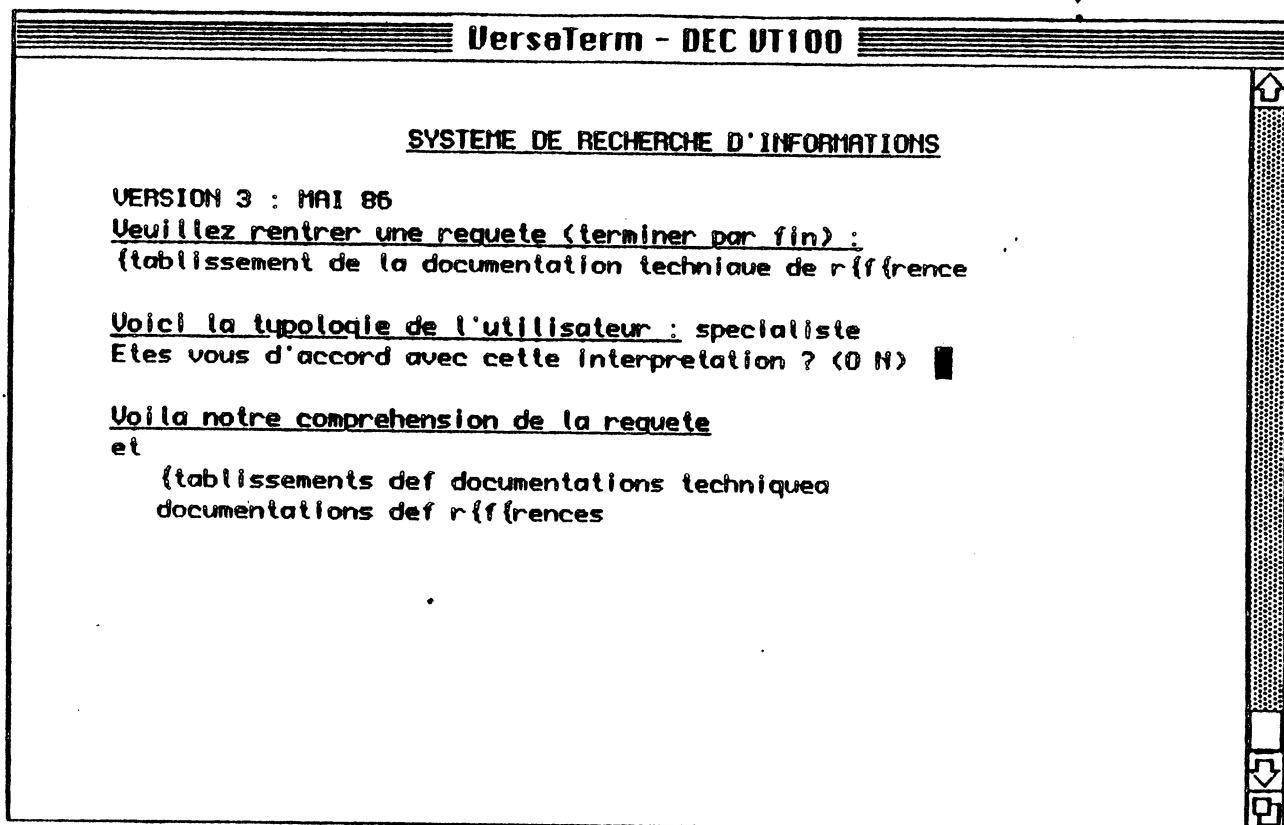 VersaTerm - DEC VT100
SYSTEME DE RECHERCHE D'INFORMATIONS
VERSION 3 : MAI 86
Veuillez rentrer une requete (terminer par fin) :
{tablissement de la documentation technique de r{f{rence
Voici la typologie de l'utilisateur : specialiste
Etes vous d'accord avec cette interpretation ? (O N)
Voila notre comprehension de la requete
et
{tablissements def documentations techniquea
documentations def r{f{rences